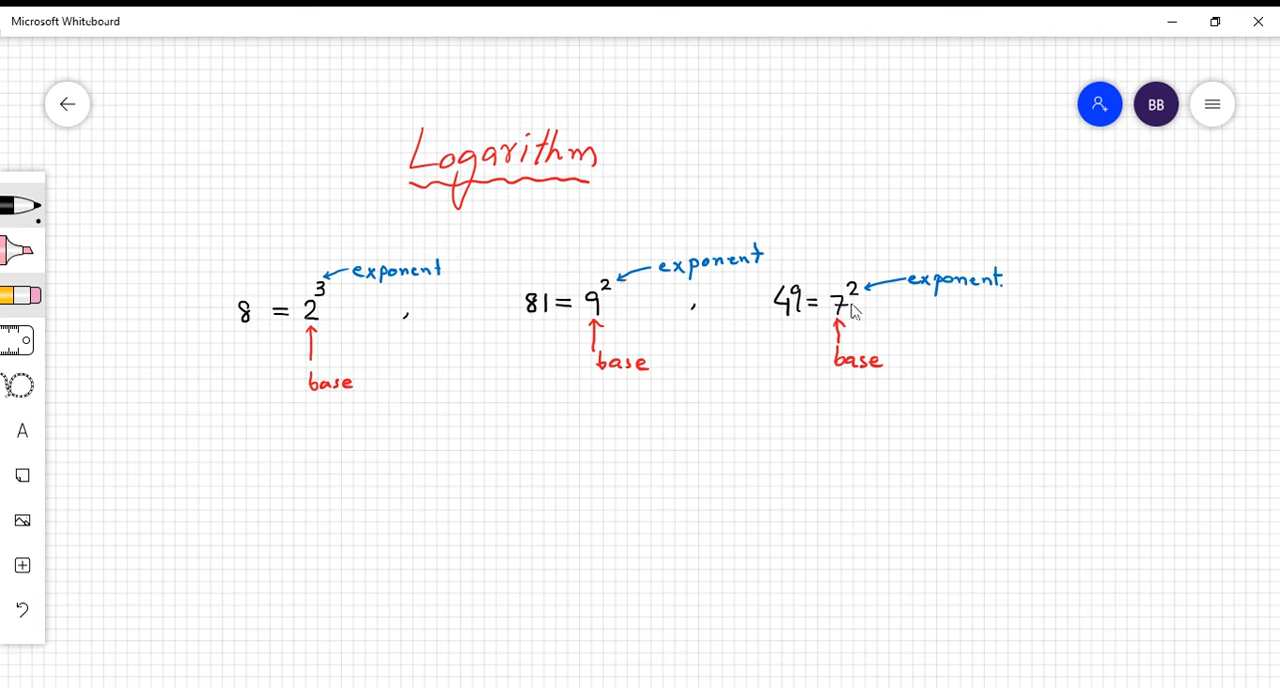 Microsoft Whiteboard
BB
Logarithm
exponent exponent exponent.
8 = 2³ , 81 = 9² , 49 = 7²
base base base
A